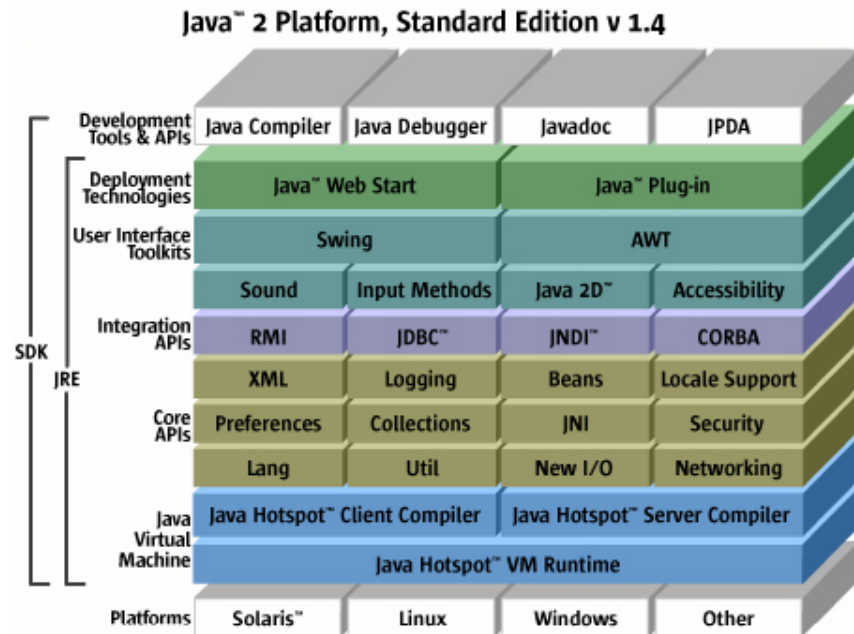 Java™ 2 Platform, Standard Edition v 1.4
Development
Tools & APIs
Java Compiler
Java Debugger
Javadoc
JPDA
Deployment
Technologies
Java™ Web Start
Java™ Plug-in
User Interface
Toolkits
Swing
AWT
Sound
Input Methods
Java 2D™
Accessibility
Integration
APIs
RMI
JDBC™
JNDI™
CORBA
SDK
JRE
XML
Logging
Beans
Locale Support
Core
APIs
Preferences
Collections
JNI
Security
Lang
Util
New I/O
Networking
Java
Virtual
Machine
Java Hotspot™ Client Compiler
Java Hotspot™ Server Compiler
Java Hotspot™ VM Runtime
Platforms
Solaris™
Linux
Windows
Other